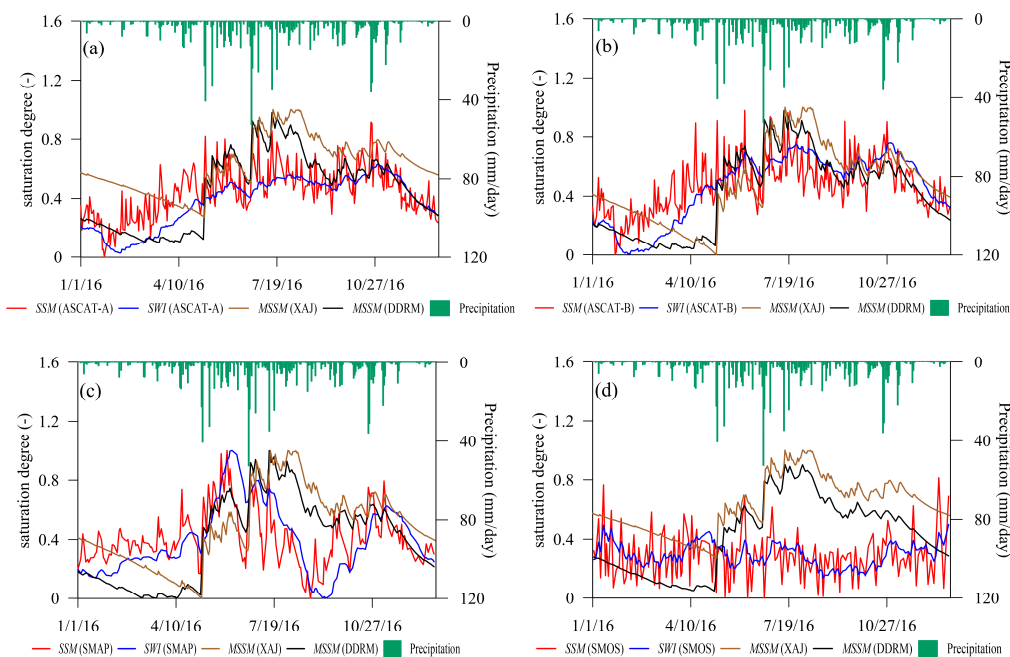 1.6 0 1.6 0
(a) (b)
1.2 40 1.2 40
saturation degree (-) Precipitation (mm/day) saturation degree (-) Precipitation (mm/day)
0.8 80 0.8 80
0.4 0.4
0 120 0 120
1/1/16 4/10/16 7/19/16 10/27/16 1/1/16 4/10/16 7/19/16 10/27/16
SSM (ASCAT-A) SWI (ASCAT-A) MSSM (XAJ) MSSM (DDRM) Precipitation SSM (ASCAT-B) SWI (ASCAT-B) MSSM (XAJ) MSSM (DDRM) Precipitation
1.6 0 1.6 0
(c) (d)
1.2 40 1.2 40
saturation degree (-) Precipitation (mm/day) saturation degree (-) Precipitation (mm/day)
0.8 80 0.8 80
0.4 0.4
0 120 0 120
1/1/16 4/10/16 7/19/16 10/27/16 1/1/16 4/10/16 7/19/16 10/27/16
SSM (SMAP) SWI (SMAP) MSSM (XAJ) MSSM (DDRM) Precipitation SSM (SMOS) SWI (SMOS) MSSM (XAJ) MSSM (DDRM) Precipitation